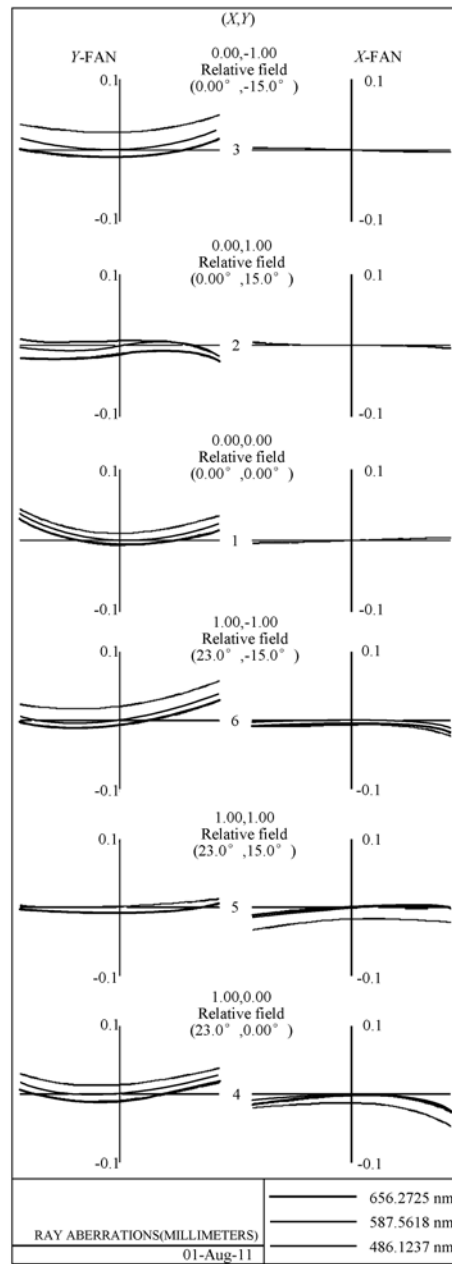 (X,Y)
Y-FAN 0.00,-1.00 X-FAN
0.1 Relative field 0.1
(0.00°,-15.0°)
3
-0.1 -0.1
0.00,1.00
0.1 Relative field 0.1
(0.00°,15.0°)
2
-0.1 -0.1
0.00,0.00
0.1 Relative field 0.1
(0.00°,0.00°)
1
-0.1 -0.1
1.00,-1.00
0.1 Relative field 0.1
(23.0°,-15.0°)
6
-0.1 -0.1
1.00,1.00
0.1 Relative field 0.1
(23.0°,15.0°)
5
-0.1 -0.1
1.00,0.00
0.1 Relative field 0.1
(23.0°,0.00°)
4
-0.1 -0.1
656.2725 nm
587.5618 nm
RAY ABERRATIONS(MILLIMETERS)
486.1237 nm
01-Aug-11